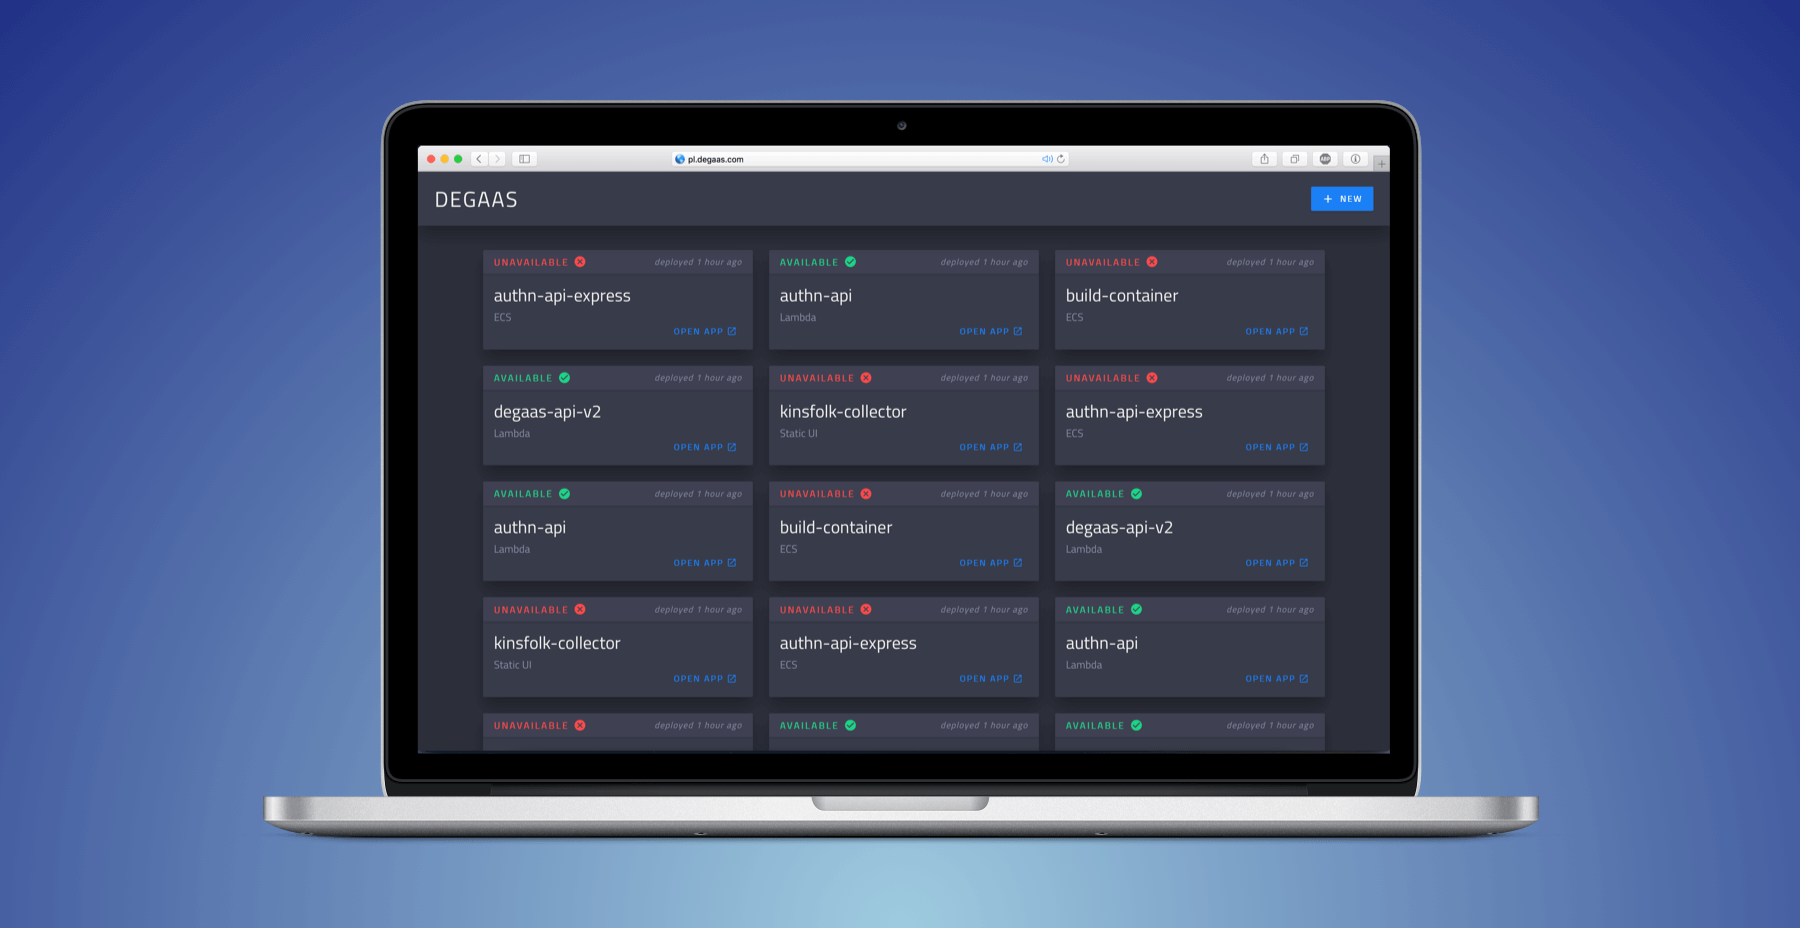 pl.degaas.com
ABP
DEGAAS
+ NEW
UNAVAILABLE deployed 1 hour ago
authn-api-express
ECS
OPEN APP
AVAILABLE deployed 1 hour ago
authn-api
Lambda
OPEN APP
UNAVAILABLE deployed 1 hour ago
build-container
ECS
OPEN APP
AVAILABLE deployed 1 hour ago
degaas-api-v2
Lambda
OPEN APP
UNAVAILABLE deployed 1 hour ago
kinsfolk-collector
Static UI
OPEN APP
UNAVAILABLE deployed 1 hour ago
authn-api-express
ECS
OPEN APP
AVAILABLE deployed 1 hour ago
authn-api
Lambda
OPEN APP
UNAVAILABLE deployed 1 hour ago
build-container
ECS
OPEN APP
AVAILABLE deployed 1 hour ago
degaas-api-v2
Lambda
OPEN APP
UNAVAILABLE deployed 1 hour ago
kinsfolk-collector
Static UI
OPEN APP
UNAVAILABLE deployed 1 hour ago
authn-api-express
ECS
OPEN APP
AVAILABLE deployed 1 hour ago
authn-api
Lambda
OPEN APP
UNAVAILABLE deployed 1 hour ago
AVAILABLE deployed 1 hour ago
AVAILABLE deployed 1 hour ago